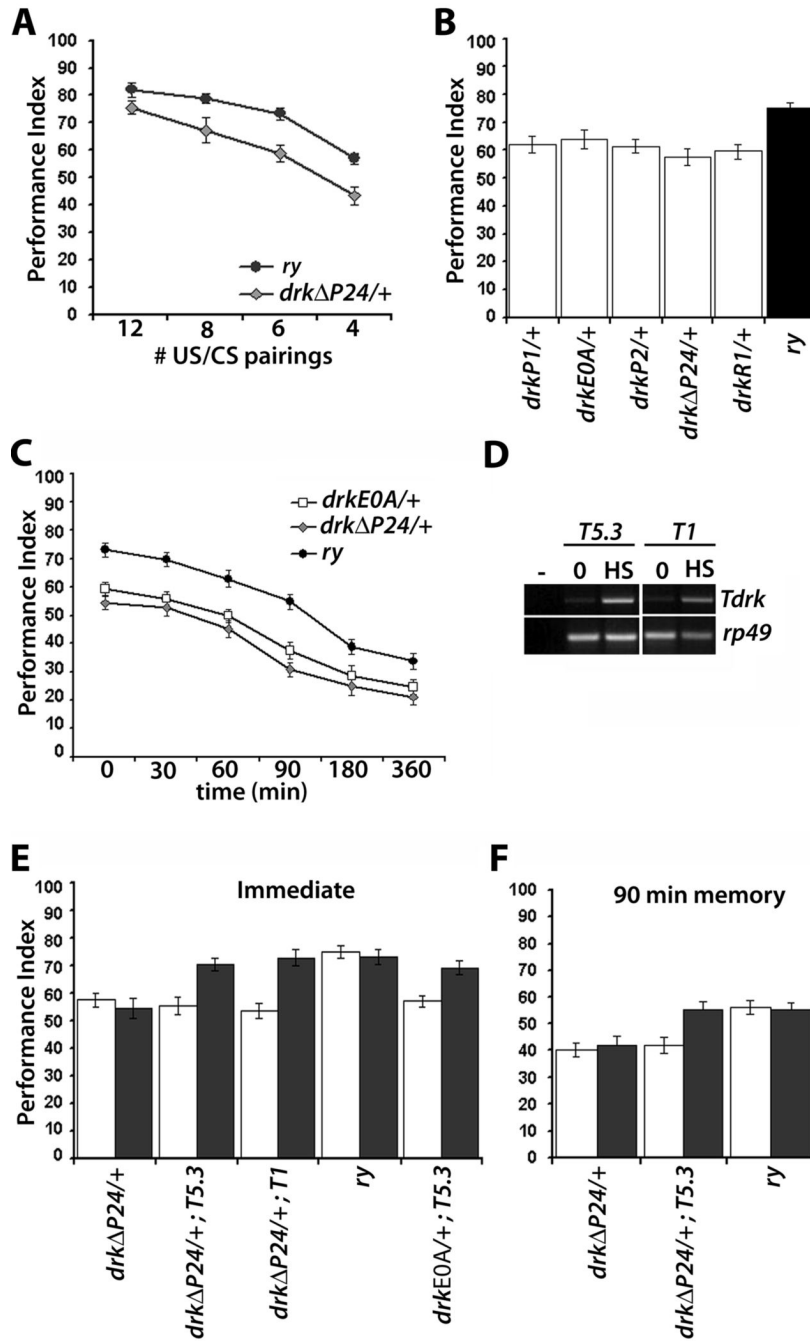 A
Performance Index
100
90
80
70
60
50
40
30
20
10
0
ry
drkΔP24/+
12 8 6 4
# US/CS pairings
B
Performance Index
100
90
80
70
60
50
40
30
20
10
0
drkP1/+
drkE0A/+
drkP2/+
drkΔP24/+
drkR1/+
ry
C
Performance Index
100
90
80
70
60
50
40
30
20
10
0
drkE0A/+
drkΔP24/+
ry
0 30 60 90 180 360
time (min)
D
T5.3 T1
- 0 HS 0 HS
Tdrk
rp49
E
Immediate
Performance Index
100
90
80
70
60
50
40
30
20
10
0
drkΔP24/+
drkΔP24/+; T5.3
drkΔP24/+; T1
ry
drkE0A/+; T5.3
F
90 min memory
100
90
80
70
60
50
40
30
20
10
0
drkΔP24/+
drkΔP24/+; T5.3
ry